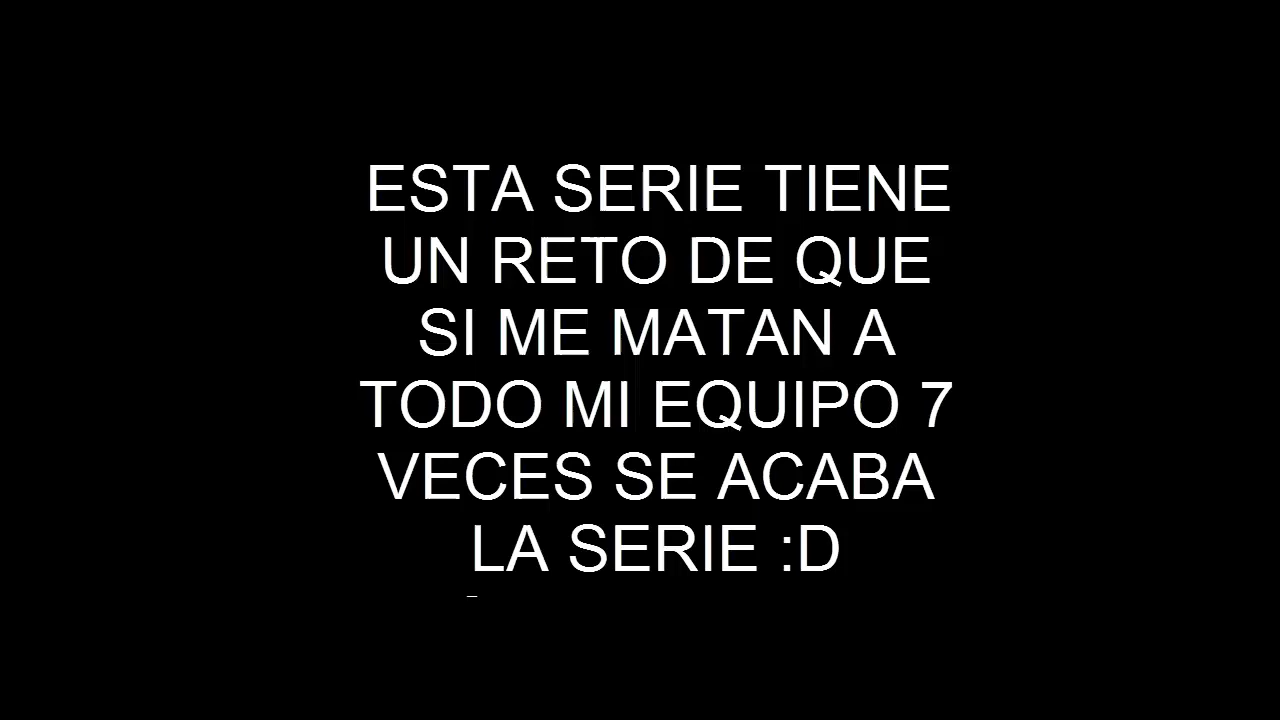 ESTA SERIE TIENE
UN RETO DE QUE
SI ME MATAN A
TODO MI EQUIPO 7
VECES SE ACABA
LA SERIE :D